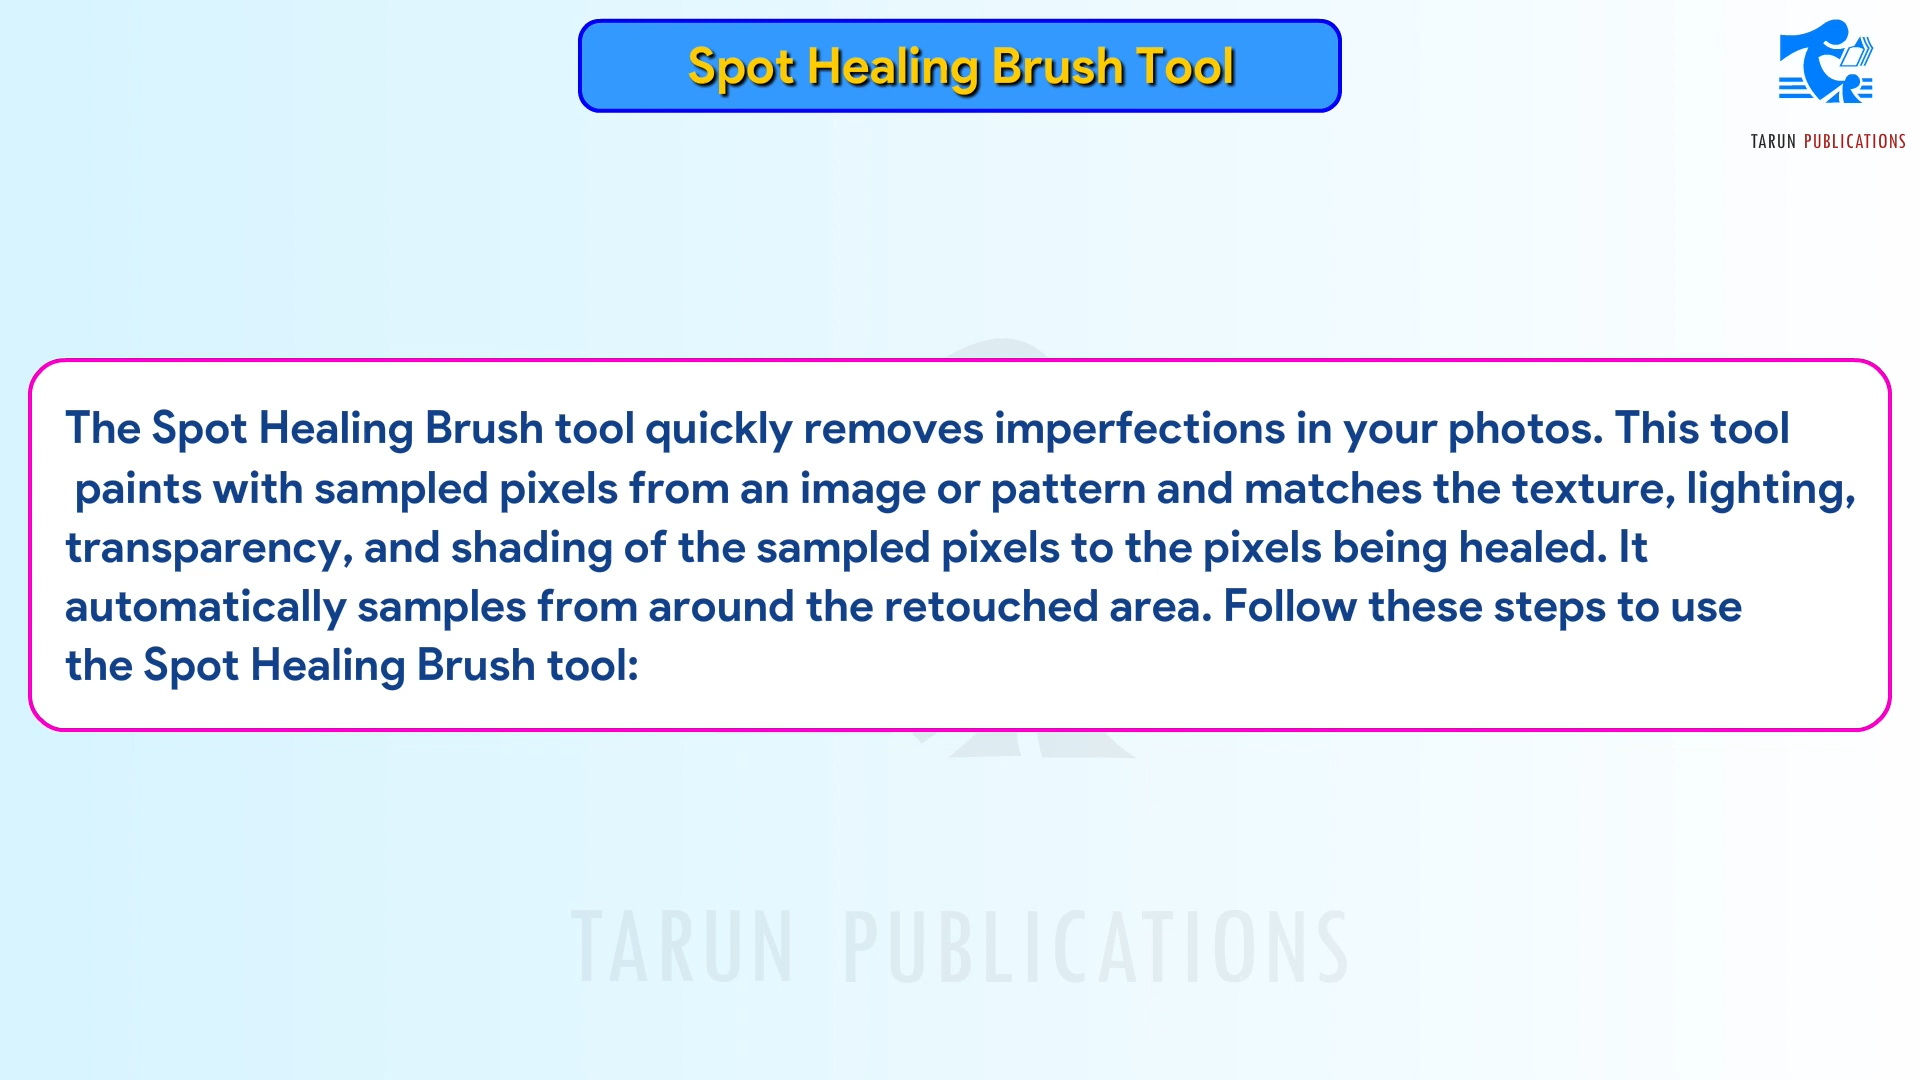 Spot Healing Brush Tool
TARUN PUBLICATIONS
The Spot Healing Brush tool quickly removes imperfections in your photos. This tool
paints with sampled pixels from an image or pattern and matches the texture, lighting,
transparency, and shading of the sampled pixels to the pixels being healed. It
automatically samples from around the retouched area. Follow these steps to use
the Spot Healing Brush tool:
TARUN PUBLICATIONS